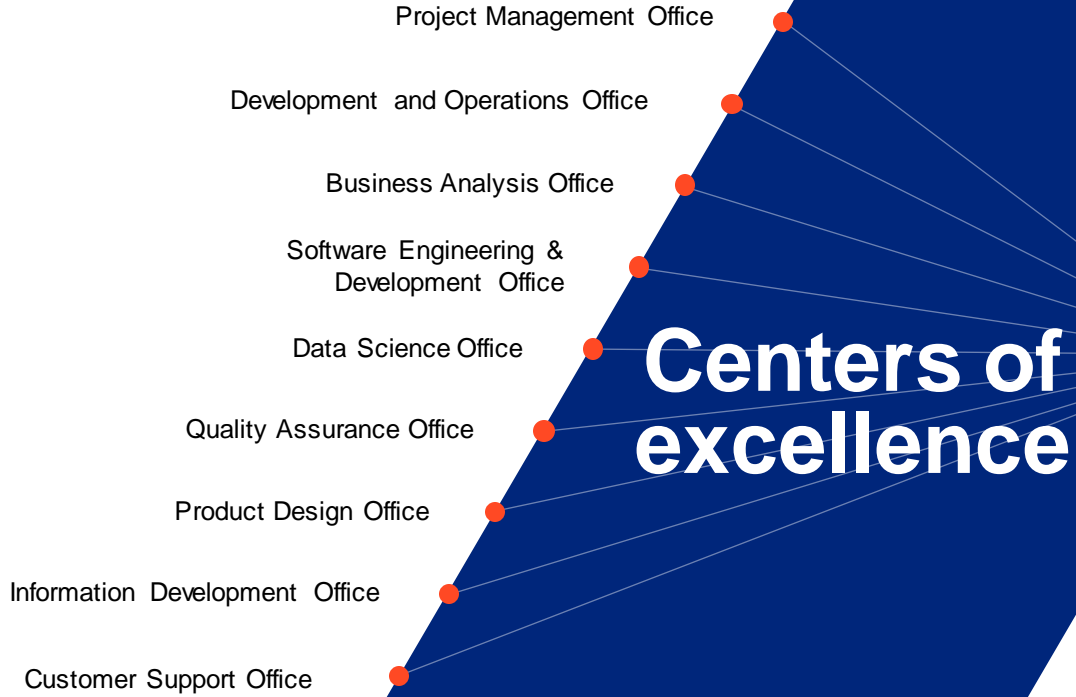 Project Management Office
Development and Operations Office
Business Analysis Office
Software Engineering &
Development Office
Data Science Office
Centers of
excellence
Quality Assurance Office
Product Design Office
Information Development Office
Customer Support Office